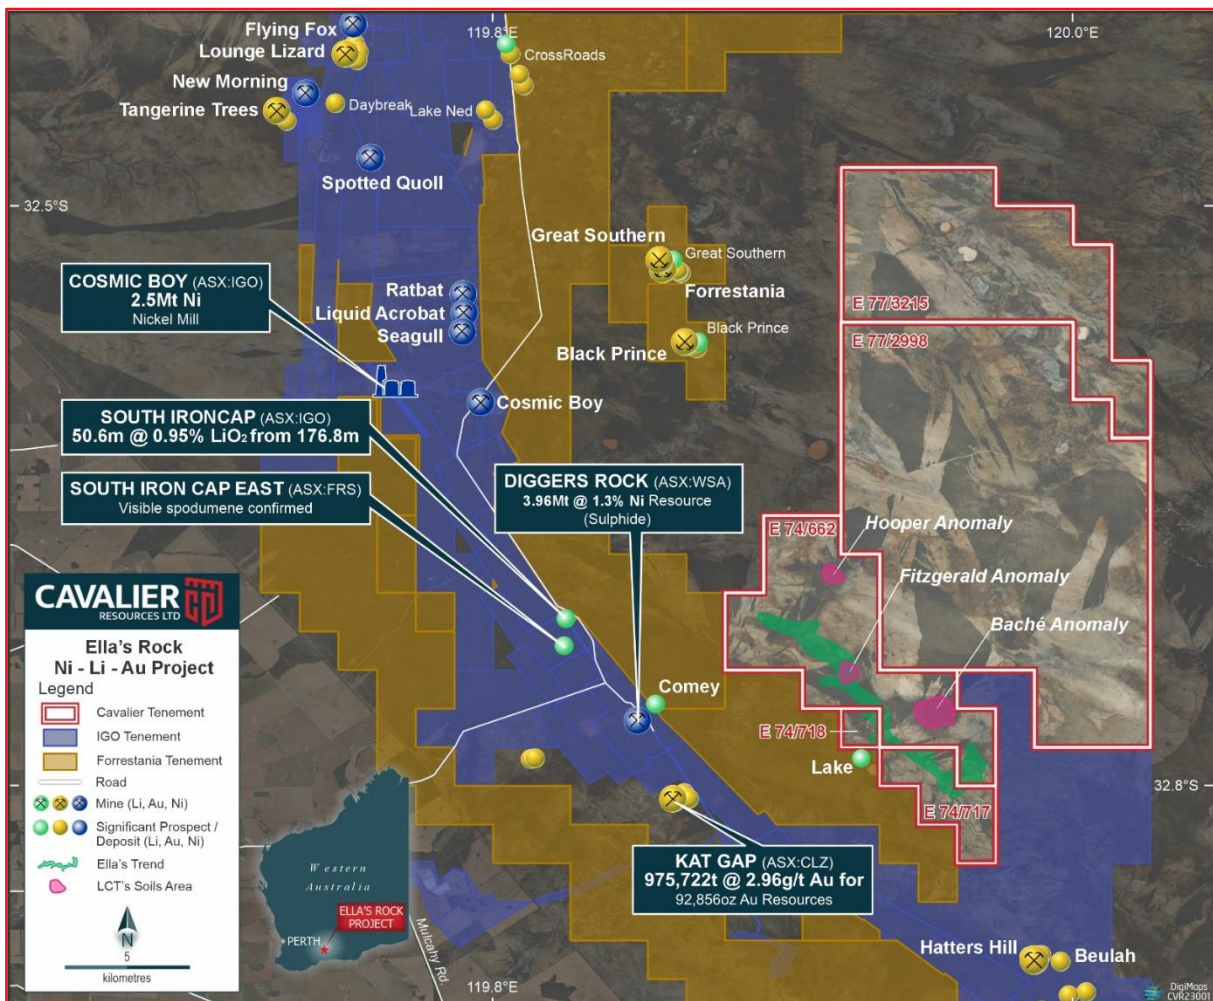 Flying Fox
119.8°E
120.0°E
Lounge Lizard
CrossRoads
New Morning
Daybreak
Lake Ned
Tangerine Trees
Spotted Quoll
32.5°S
Great Southern
Great Southern
Forrestania
COSMIC BOY (ASX:IGO)
2.5Mt Ni
Nickel Mill
Ratbat
Liquid Acrobat
Seagull
E 77/3215
E 77/2998
Black Prince
Black Prince
Cosmic Boy
SOUTH IRONCAP (ASX:IGO)
50.6m @ 0.95% LiO₂ from 176.8m
SOUTH IRON CAP EAST (ASX:FRS)
Visible spodumene confirmed
DIGGERS ROCK (ASX:WSA)
3.96Mt @ 1.3% Ni Resource
(Sulphide)
E 74/662
Hooper Anomaly
Fitzgerald Anomaly
Baché Anomaly
Comey
E 74/718
Lake
E 74/717
32.8°S
KAT GAP (ASX:CLZ)
975,722t @ 2.96g/t Au for
92,856oz Au Resources
Hatters Hill
Beulah
Mulcahy Rd.
119.8°E
CAVALIER
RESOURCES LTD
Ella's Rock
Ni - Li - Au Project
Legend
Cavalier Tenement
IGO Tenement
Forrestania Tenement
Road
Mine (Li, Au, Ni)
Significant Prospect /
Deposit (Li, Au, Ni)
Ella's Trend
LCT's Soils Area
N
5
kilometres
Western
Australia
PERTH
ELLA'S ROCK
PROJECT
DigiMaps
CVR23001